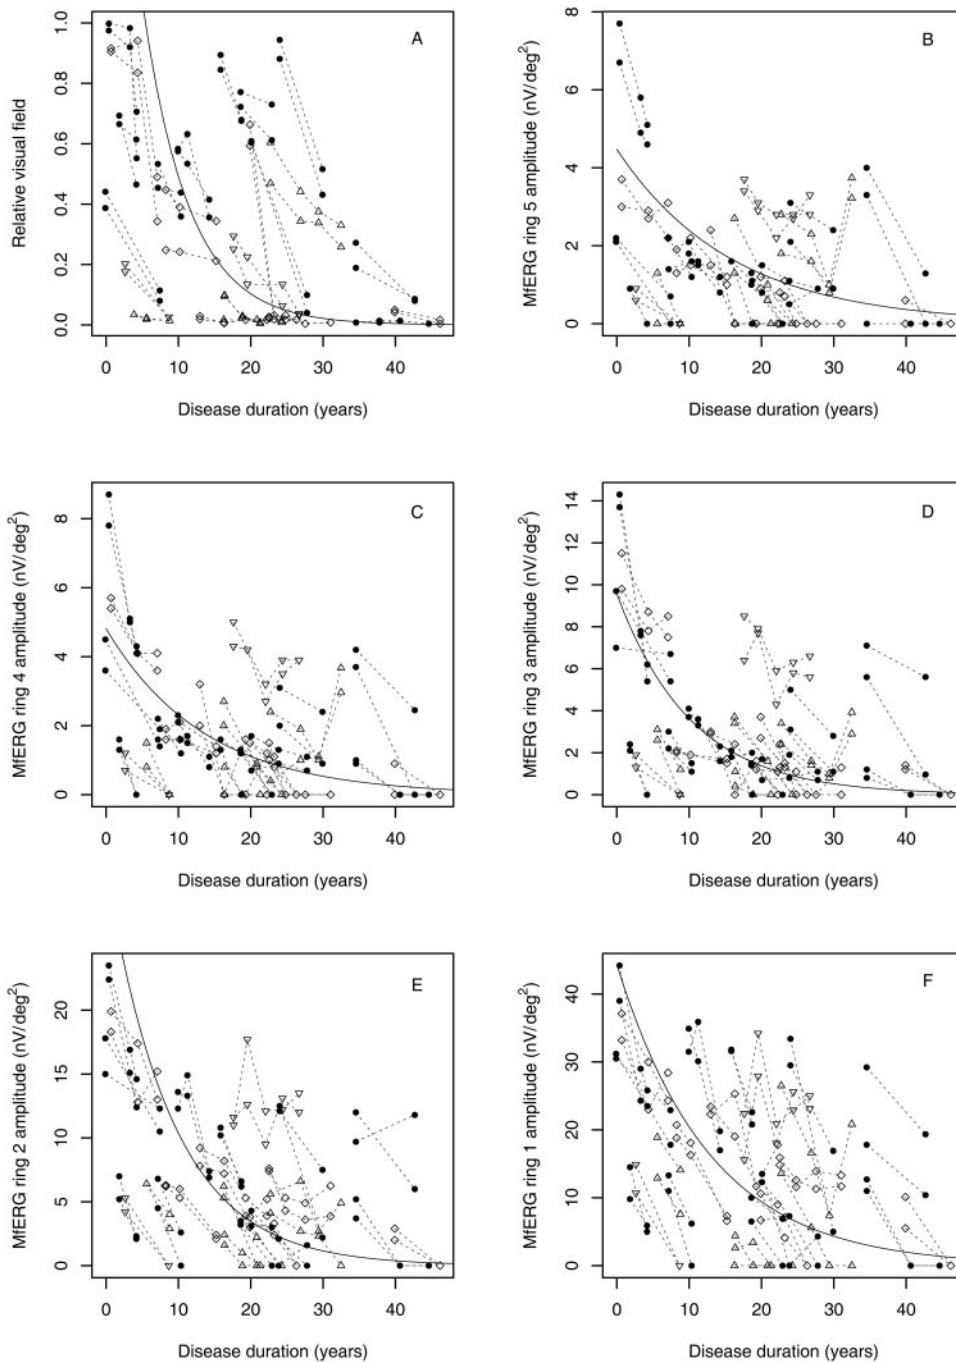 A
Relative visual field
1.0
0.8
0.6
0.4
0.2
0.0
0 10 20 30 40
Disease duration (years)
B
MfERG ring 5 amplitude (nV/deg²)
8
6
4
2
0
0 10 20 30 40
Disease duration (years)
C
MfERG ring 4 amplitude (nV/deg²)
8
6
4
2
0
0 10 20 30 40
Disease duration (years)
D
MfERG ring 3 amplitude (nV/deg²)
14
12
10
8
6
4
2
0
0 10 20 30 40
Disease duration (years)
E
MfERG ring 2 amplitude (nV/deg²)
20
15
10
5
0
0 10 20 30 40
Disease duration (years)
F
MfERG ring 1 amplitude (nV/deg²)
40
30
20
10
0
0 10 20 30 40
Disease duration (years)